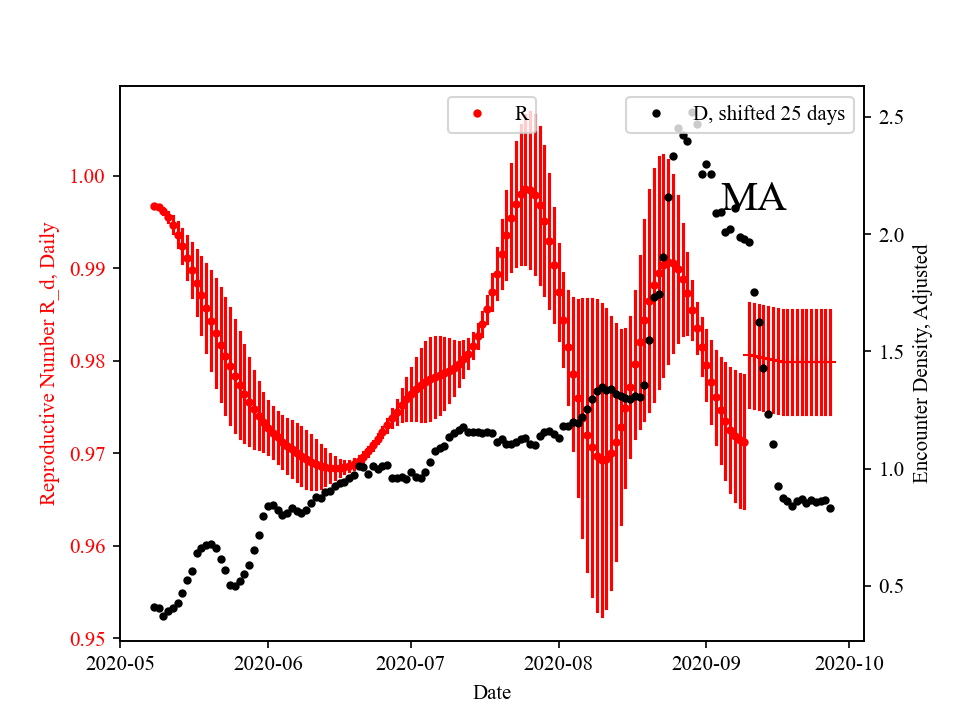 R
D, shifted 25 days
MA
Reproductive Number R_d, Daily
1.00
0.99
0.98
0.97
0.96
0.95
Encounter Density, Adjusted
2.5
2.0
1.5
1.0
0.5
2020-05
2020-06
2020-07
2020-08
2020-09
2020-10
Date